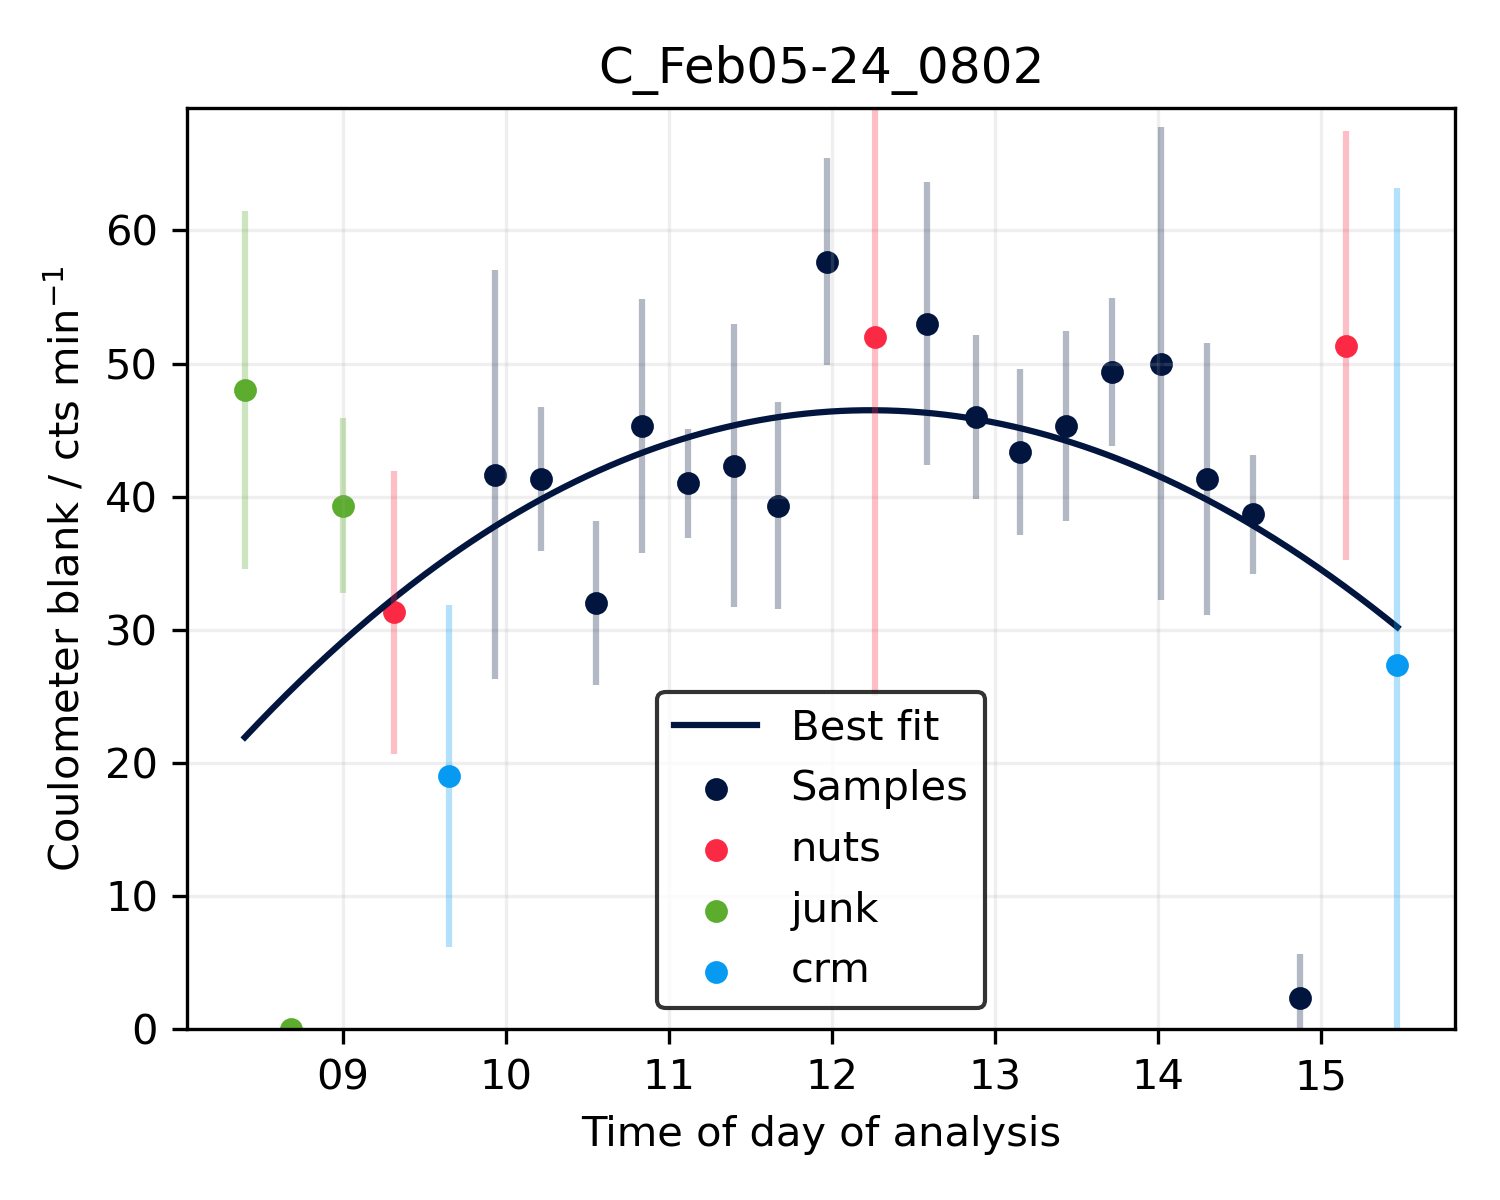 C_Feb05-24_0802
Coulometer blank / cts min⁻¹
60
50
40
30
20
10
0
Best fit
Samples
nuts
junk
crm
09 10 11 12 13 14 15
Time of day of analysis